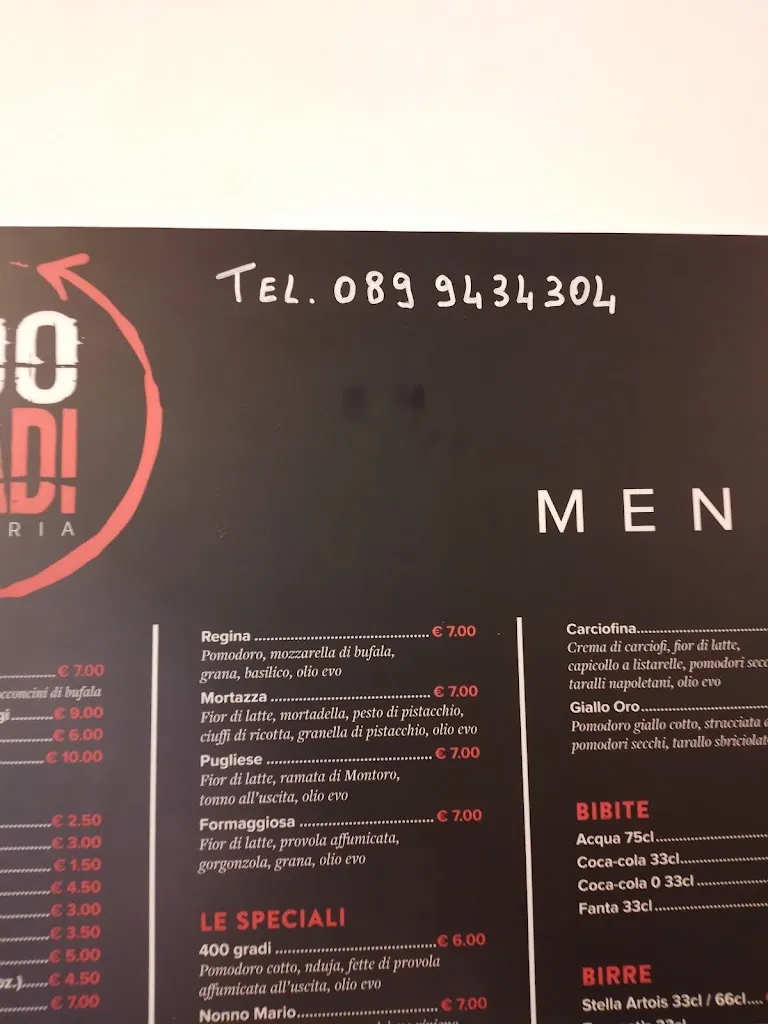 TEL. 089 9434304
00
ADI
RIA
MEN
€ 7.00
bocconcini di bufala
gi € 9.00
€ 6.00
€ 10.00
€ 2.50
€ 3.00
€ 1.50
€ 4.50
€ 3.00
€ 3.50
€ 5.00
oz.) € 4.50
€ 7.00
Regina € 7.00
Pomodoro, mozzarella di bufala,
grana, basilico, olio evo
Mortazza € 7.00
Fior di latte, mortadella, pesto di pistacchio,
ciuffi di ricotta, granella di pistacchio, olio evo
Pugliese € 7.00
Fior di latte, ramata di Montoro,
tonno all'uscita, olio evo
Formaggiosa € 7.00
Fior di latte, provola affumicata,
gorgonzola, grana, olio evo
LE SPECIALI
400 gradi € 6.00
Pomodoro cotto, nduja, fette di provola
affumicata all'uscita, olio evo
Nonno Mario € 7.00
Carciofina
Crema di carciofi, fior di latte,
capicollo a listarelle, pomodori secc
taralli napoletani, olio evo
Giallo Oro
Pomodoro giallo cotto, stracciata
pomodori secchi, tarallo sbriciolat
BIBITE
Acqua 75cl
Coca-cola 33cl
Coca-cola 0 33cl
Fanta 33cl
BIRRE
Stella Artois 33cl / 66cl €